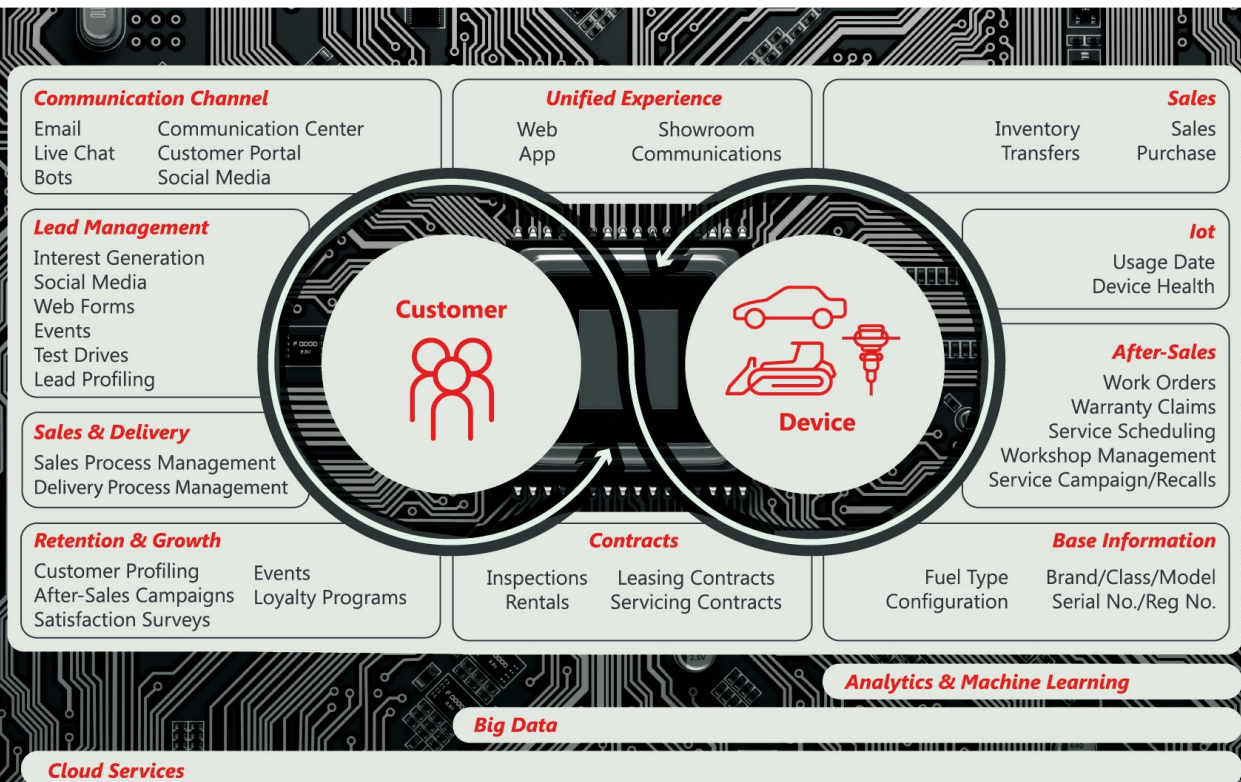 Communication Channel
Email
Live Chat
Bots
Communication Center
Customer Portal
Social Media
Unified Experience
Web
App
Showroom
Communications
Sales
Inventory
Transfers
Sales
Purchase
Lead Management
Interest Generation
Social Media
Web Forms
Events
Test Drives
Lead Profiling
Customer
Device
Iot
Usage Date
Device Health
After-Sales
Work Orders
Warranty Claims
Service Scheduling
Workshop Management
Service Campaign/Recalls
Sales & Delivery
Sales Process Management
Delivery Process Management
Retention & Growth
Customer Profiling
After-Sales Campaigns
Satisfaction Surveys
Events
Loyalty Programs
Contracts
Inspections
Rentals
Leasing Contracts
Servicing Contracts
Base Information
Fuel Type
Configuration
Brand/Class/Model
Serial No./Reg No.
Analytics & Machine Learning
Big Data
Cloud Services